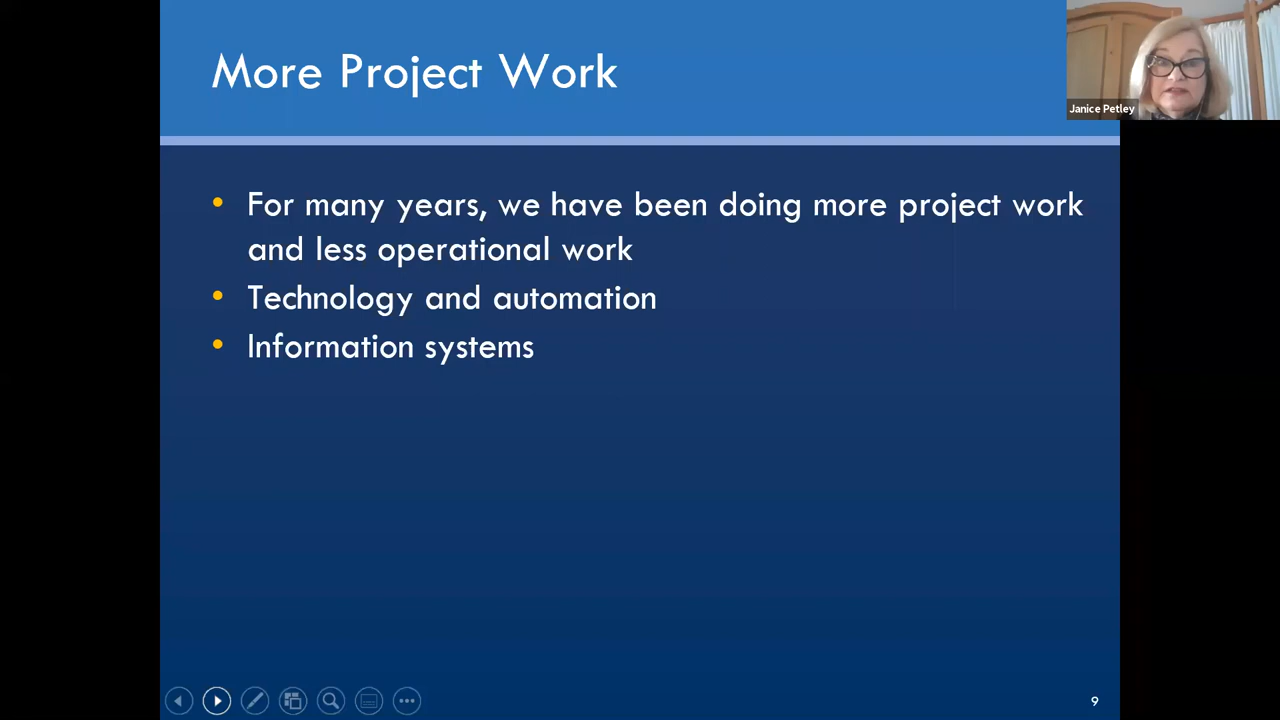 More Project Work
Janice Petley
• For many years, we have been doing more project work
and less operational work
• Technology and automation
• Information systems
9